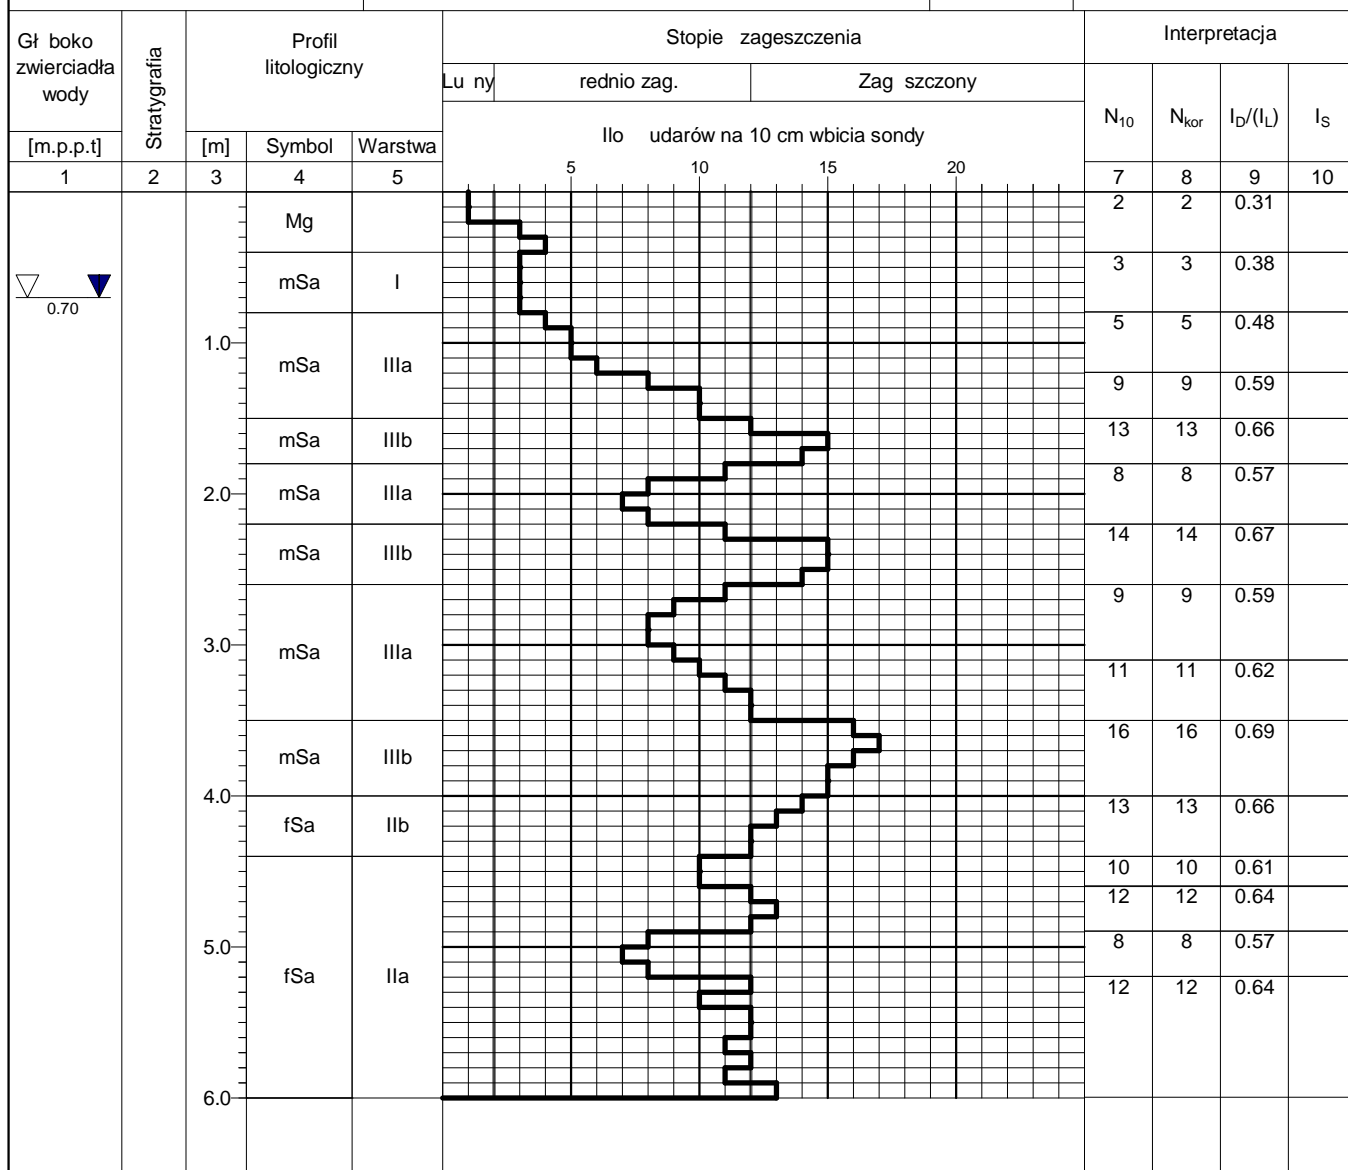 Gł boko
zwierciadła
wody
[m.p.p.t]
Stratygrafia
Profil
litologiczny
[m] Symbol Warstwa
Stopie zageszczenia
Lu ny rednio zag. Zag szczony
Ilo udarów na 10 cm wbicia sondy
5 10 15 20
Interpretacja
N10 Nkor ID/(IL) IS
1 2 3 4 5 7 8 9 10
Mg 2 2 0.31
mSa I 3 3 0.38
0.70
5 5 0.48
1.0
mSa IIIa
9 9 0.59
mSa IIIb 13 13 0.66
8 8 0.57
2.0 mSa IIIa
14 14 0.67
mSa IIIb
9 9 0.59
3.0 mSa IIIa
11 11 0.62
16 16 0.69
mSa IIIb
4.0 13 13 0.66
fSa IIb
10 10 0.61
12 12 0.64
5.0 8 8 0.57
fSa IIa
12 12 0.64
6.0